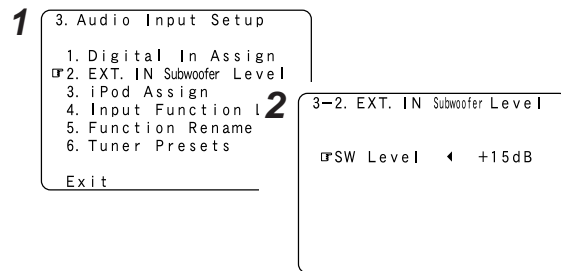 1
3. Audio Input Setup
1. Digital In Assign
☞2. EXT. IN Subwoofer Level
3. iPod Assign
4. Input Function
5. Function Rename
6. Tuner Presets
Exit
2
3-2. EXT. IN Subwoofer Level
☞SW Level ◀ +15dB